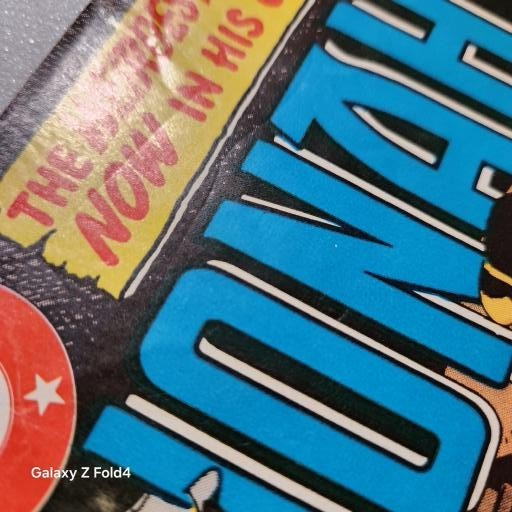 THE
NOW IN HIS
JONAH
Galaxy Z Fold4